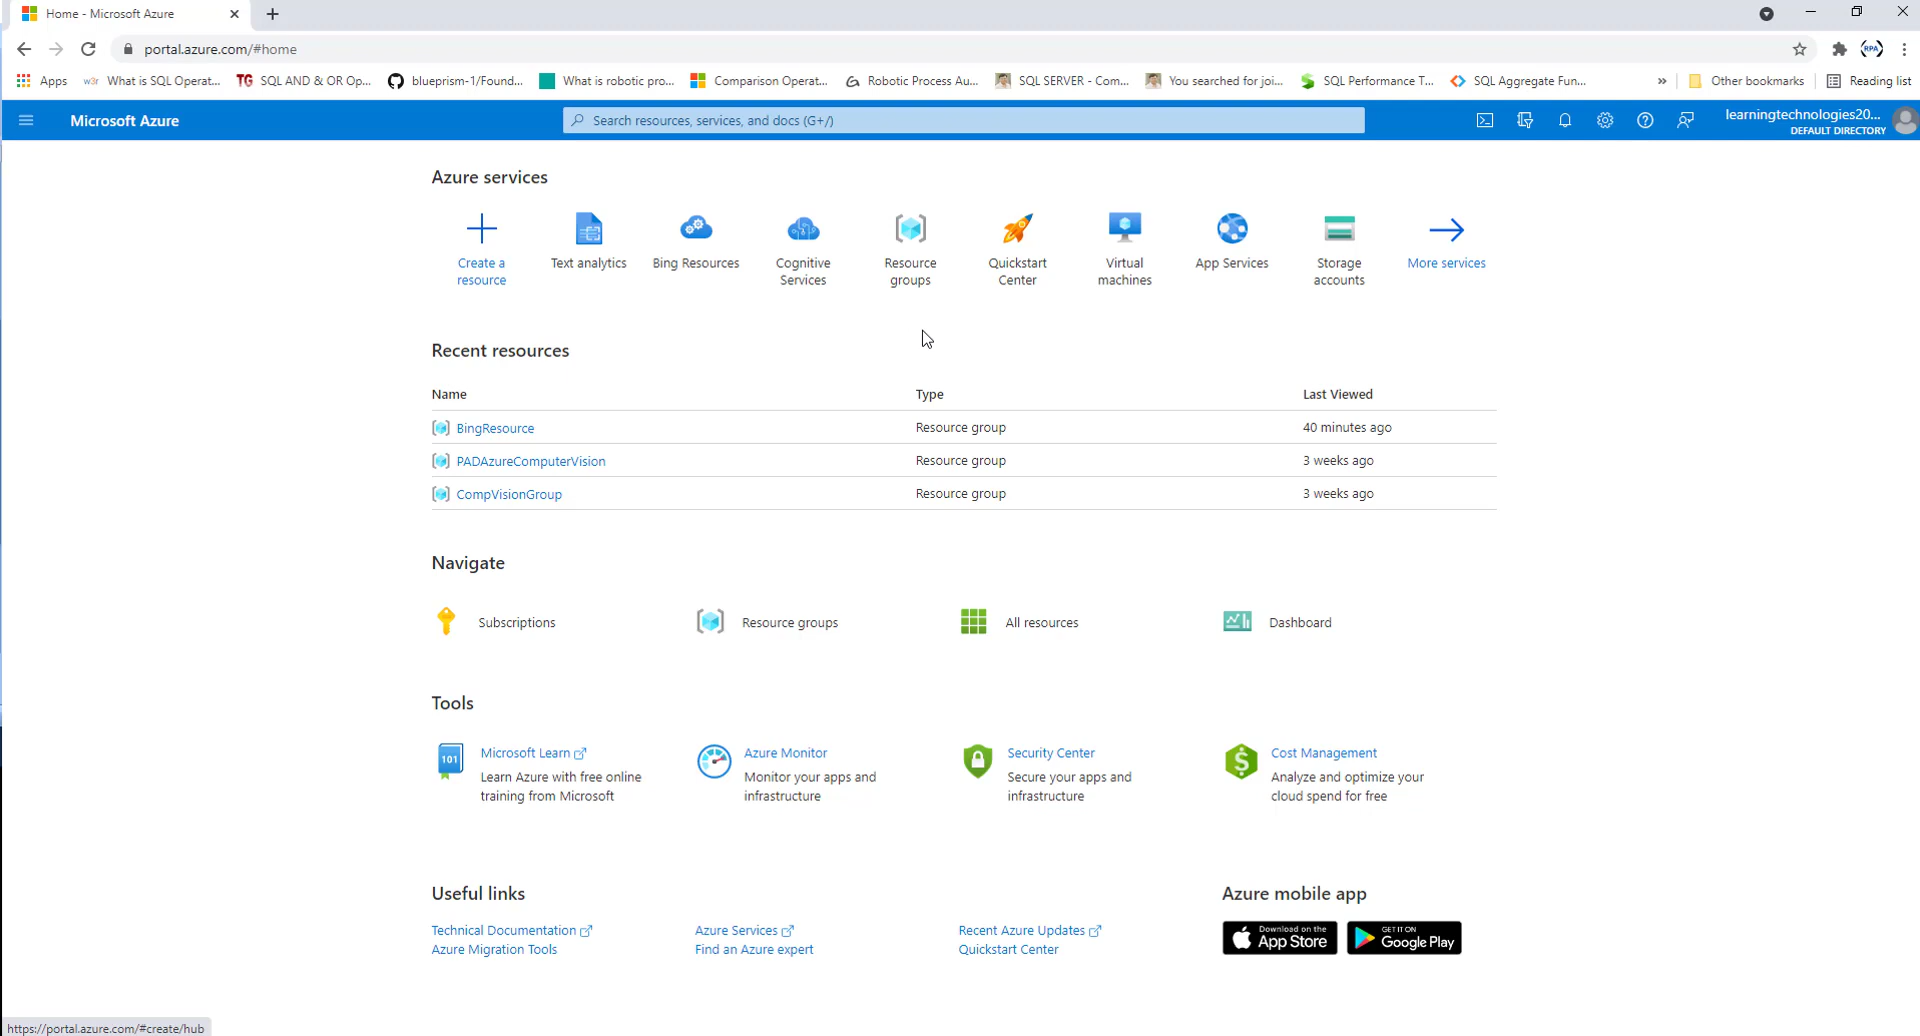 Home - Microsoft Azure
portal.azure.com/#home
Apps
What is SQL Operat...
TG SQL AND & OR Op...
blueprism-1/Found...
What is robotic pro...
Comparison Operat...
Robotic Process Au...
SQL SERVER - Com...
You searched for joi...
SQL Performance T...
SQL Aggregate Fun...
»
Other bookmarks
Reading list
Microsoft Azure
Search resources, services, and docs (G+/)
learningtechnologies20...
DEFAULT DIRECTORY
Azure services
Create a
resource
Text analytics
Bing Resources
Cognitive
Services
Resource
groups
Quickstart
Center
Virtual
machines
App Services
Storage
accounts
More services
Recent resources
Name Type Last Viewed
BingResource Resource group 40 minutes ago
PADAzureComputerVision Resource group 3 weeks ago
CompVisionGroup Resource group 3 weeks ago
Navigate
Subscriptions Resource groups All resources Dashboard
Tools
101
Microsoft Learn
Learn Azure with free online
training from Microsoft
Azure Monitor
Monitor your apps and
infrastructure
Security Center
Secure your apps and
infrastructure
Cost Management
Analyze and optimize your
cloud spend for free
Useful links
Technical Documentation
Azure Migration Tools
Azure Services
Find an Azure expert
Recent Azure Updates
Quickstart Center
Azure mobile app
Download on the
App Store
GET IT ON
Google Play
https://portal.azure.com/#create/hub